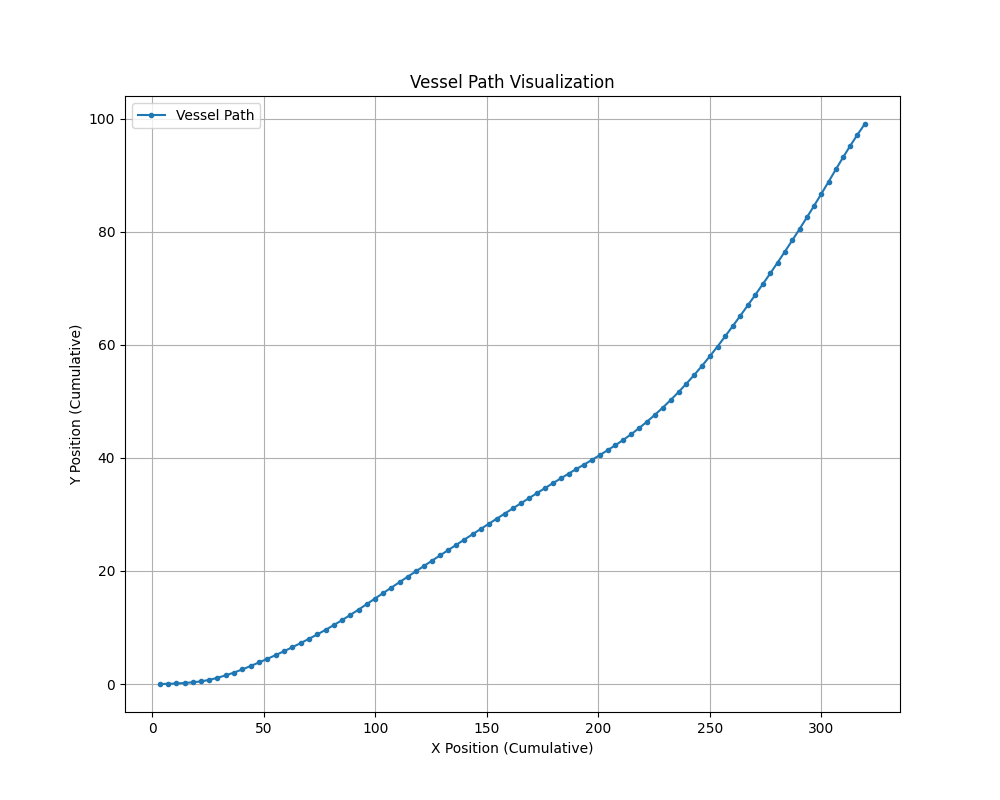 Vessel Path Visualization
Vessel Path
100
80
60
40
20
0
Y Position (Cumulative)
0 50 100 150 200 250 300
X Position (Cumulative)